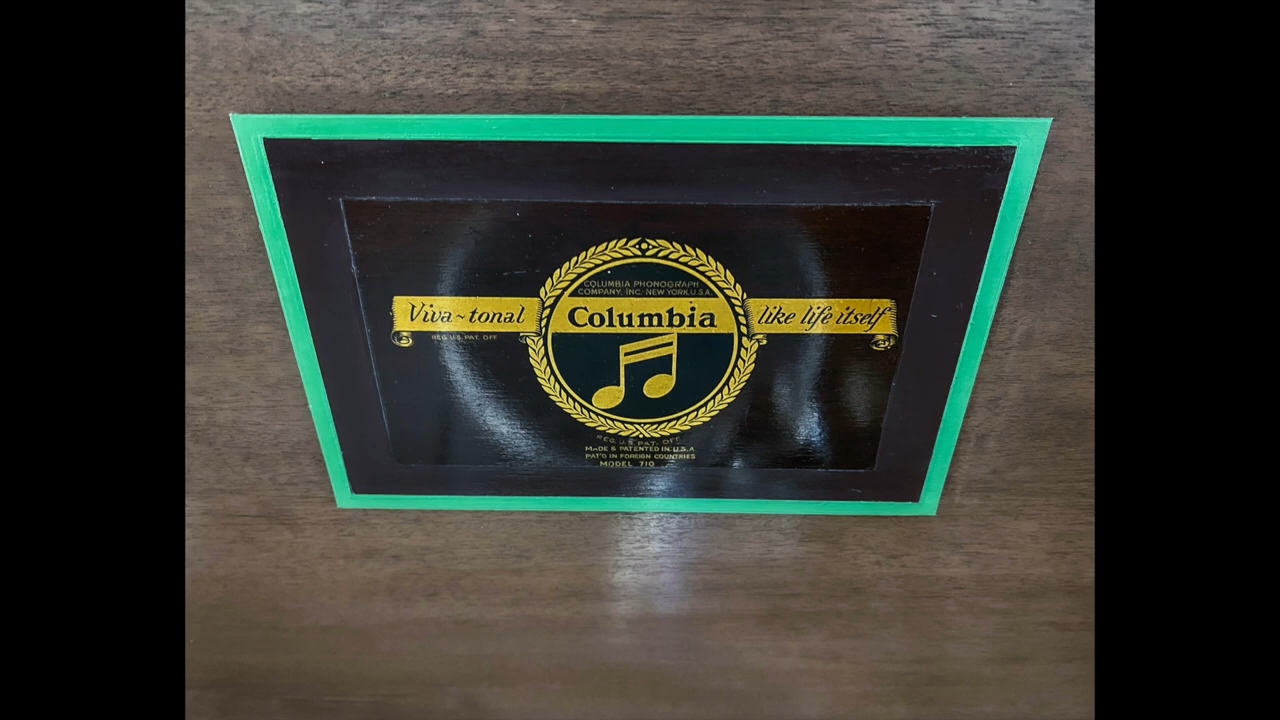 COLUMBIA PHONOGRAPH
COMPANY, INC. NEW YORK U.S.A.
Viva-tonal Columbia like life itself
REG. U.S. PAT. OFF.
REG. U.S. PAT. OFF.
MADE & PATENTED IN U.S.A.
PAT'D IN FOREIGN COUNTRIES
MODEL 710